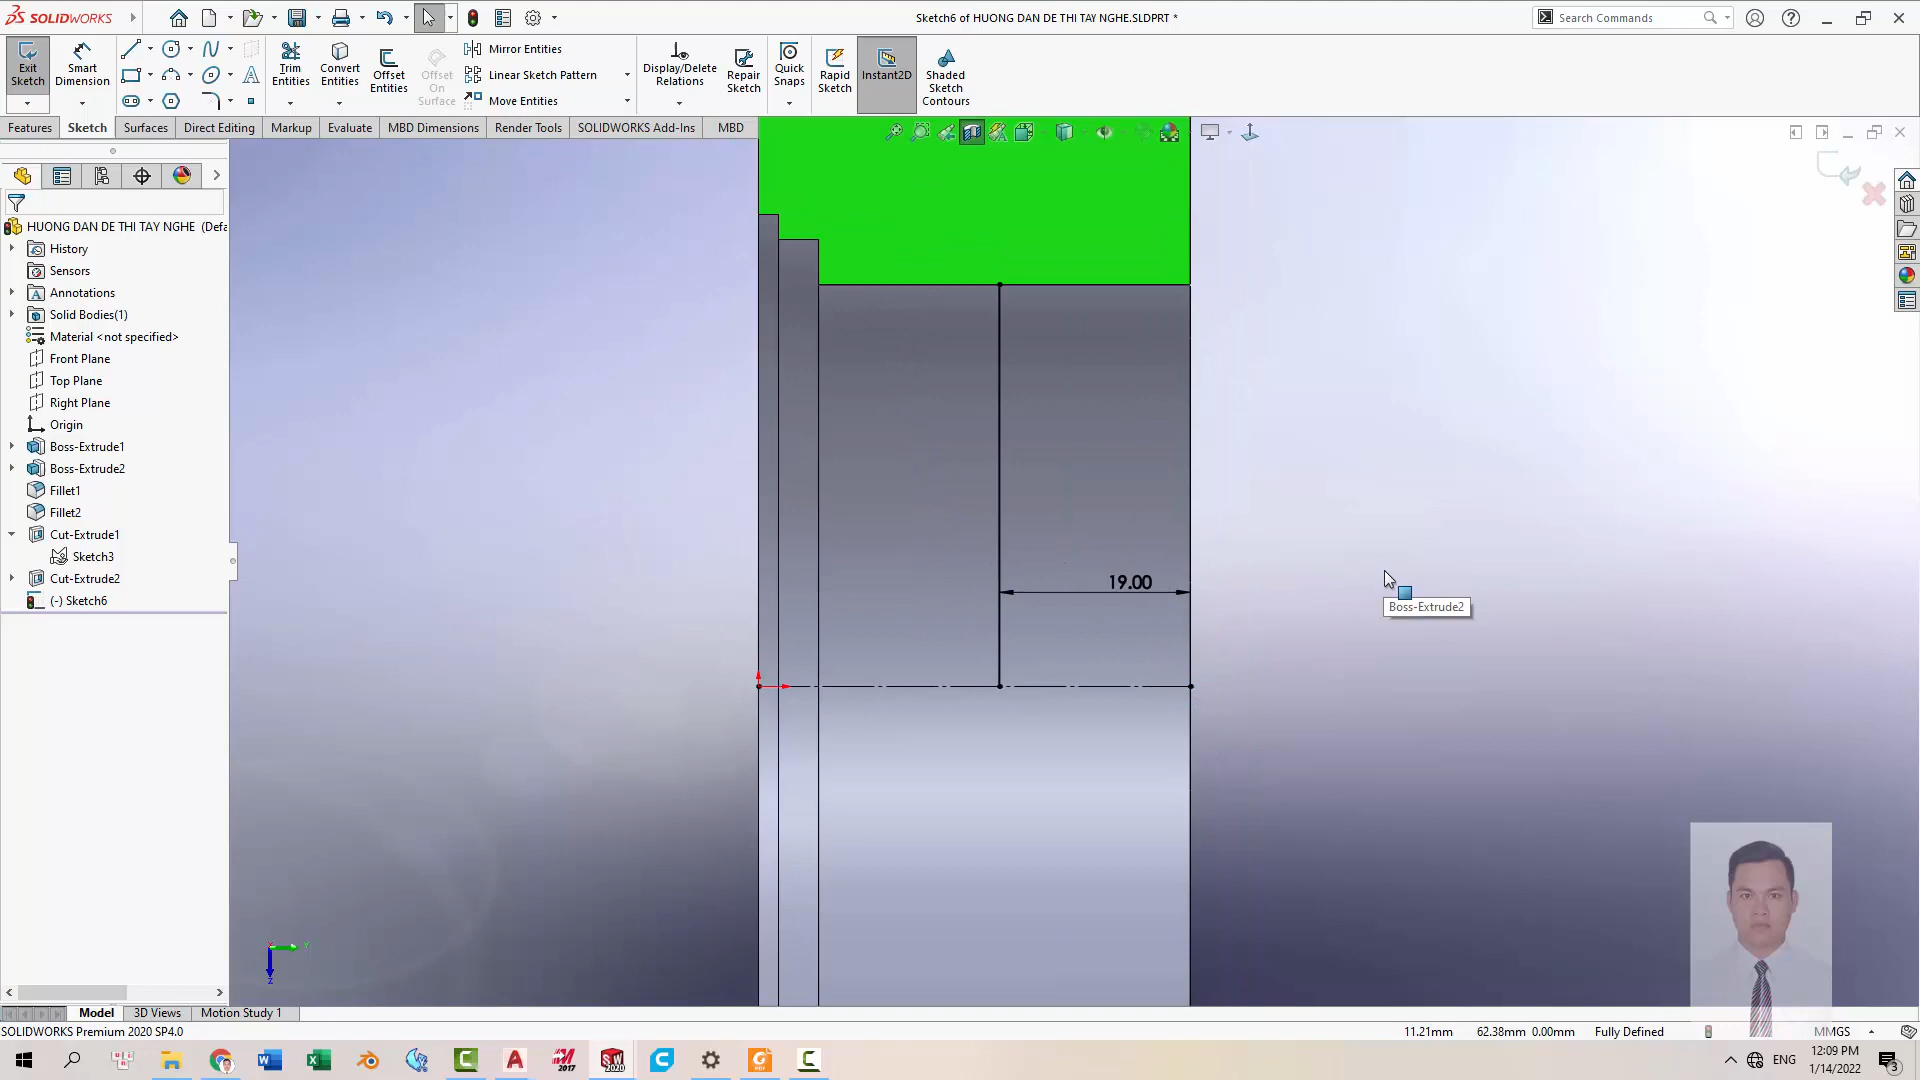 SOLIDWORKS
Sketch6 of HUONG DAN DE THI TAY NGHE.SLDPRT *
Search Commands
Exit Sketch
Smart Dimension
Trim Entities
Convert Entities
Offset Entities
Offset On Surface
Mirror Entities
Linear Sketch Pattern
Move Entities
Display/Delete Relations
Repair Sketch
Quick Snaps
Rapid Sketch
Instant2D
Shaded Sketch Contours
Features
Sketch
Surfaces
Direct Editing
Markup
Evaluate
MBD Dimensions
Render Tools
SOLIDWORKS Add-Ins
MBD
HUONG DAN DE THI TAY NGHE (Defa
History
Sensors
Annotations
Solid Bodies(1)
Material <not specified>
Front Plane
Top Plane
Right Plane
Origin
Boss-Extrude1
Boss-Extrude2
Fillet1
Fillet2
Cut-Extrude1
Sketch3
Cut-Extrude2
(-) Sketch6
19.00
Boss-Extrude2
Y
Z
Model
3D Views
Motion Study 1
SOLIDWORKS Premium 2020 SP4.0
11.21mm
62.38mm 0.00mm
Fully Defined
MMGS
ENG
12:09 PM
1/14/2022
3